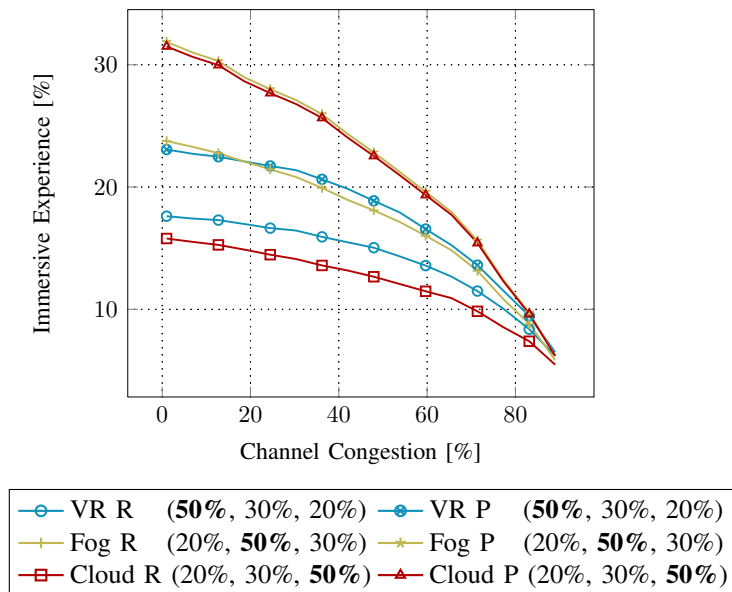 30
20
10
Immersive Experience [%]
0 20 40 60 80
Channel Congestion [%]
VR R (50%, 30%, 20%) VR P (50%, 30%, 20%)
Fog R (20%, 50%, 30%) Fog P (20%, 50%, 30%)
Cloud R (20%, 30%, 50%) Cloud P (20%, 30%, 50%)